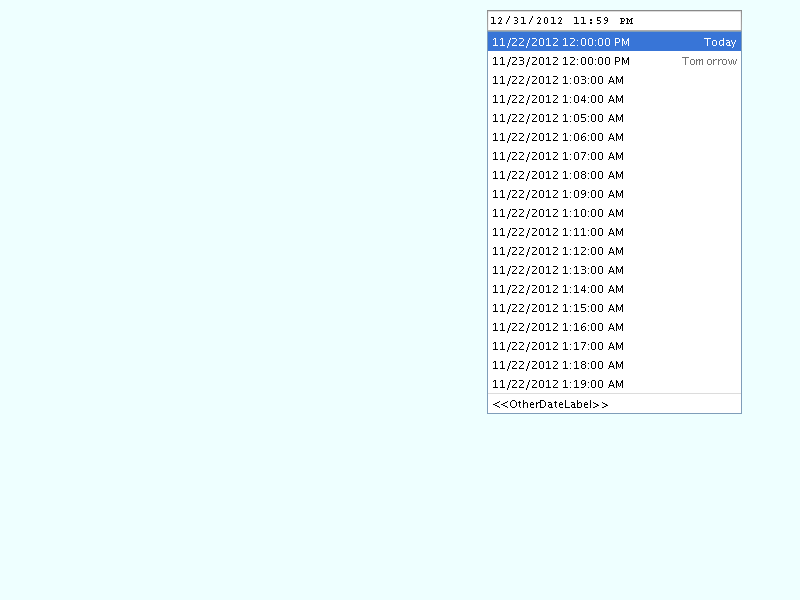 12/31/2012 11:59 PM
11/22/2012 12:00:00 PM Today
11/23/2012 12:00:00 PM Tomorrow
11/22/2012 1:03:00 AM
11/22/2012 1:04:00 AM
11/22/2012 1:05:00 AM
11/22/2012 1:06:00 AM
11/22/2012 1:07:00 AM
11/22/2012 1:08:00 AM
11/22/2012 1:09:00 AM
11/22/2012 1:10:00 AM
11/22/2012 1:11:00 AM
11/22/2012 1:12:00 AM
11/22/2012 1:13:00 AM
11/22/2012 1:14:00 AM
11/22/2012 1:15:00 AM
11/22/2012 1:16:00 AM
11/22/2012 1:17:00 AM
11/22/2012 1:18:00 AM
11/22/2012 1:19:00 AM
<<OtherDateLabel>>